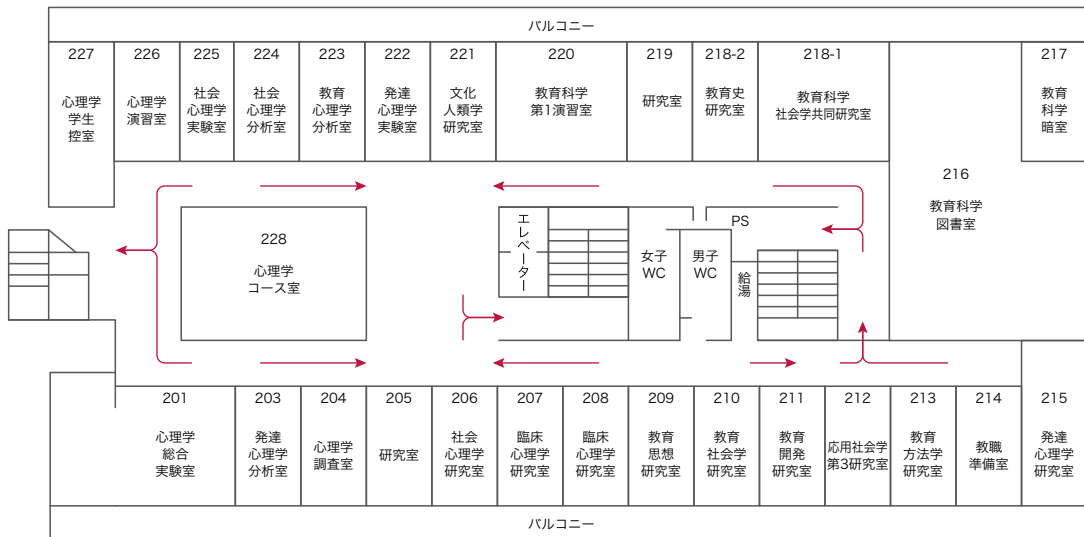 バルコニー
227
心理学
学生
控室
226
心理学
演習室
225
社会
心理学
実験室
224
社会
心理学
分析室
223
教育
心理学
分析室
222
発達
心理学
実験室
221
文化
人類学
研究室
220
教育科学
第1演習室
219
研究室
218-2
教育史
研究室
218-1
教育科学
社会学共同研究室
217
教育
科学
暗室
216
教育科学
図書室
228
心理学
コース室
エレベーター
女子
WC
男子
WC
PS
給湯
201
心理学
総合
実験室
203
発達
心理学
分析室
204
心理学
調査室
205
研究室
206
社会
心理学
研究室
207
臨床
心理学
研究室
208
臨床
心理学
研究室
209
教育
思想
研究室
210
教育
社会学
研究室
211
教育
開発
研究室
212
応用社会学
第3研究室
213
教育
方法学
研究室
214
教職
準備室
215
発達
心理学
研究室
バルコニー